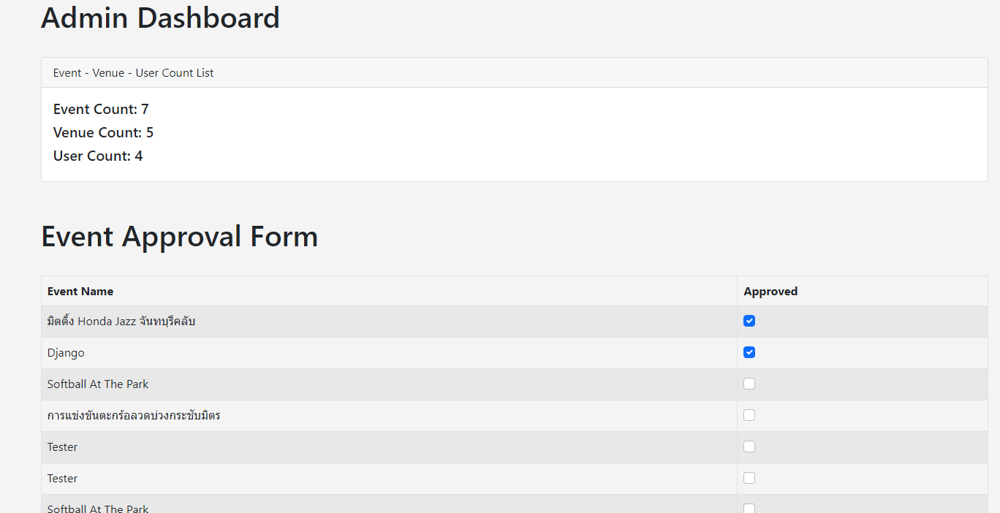 Admin Dashboard
Event - Venue - User Count List
Event Count: 7
Venue Count: 5
User Count: 4
Event Approval Form
Event Name Approved
มิตติ้ง Honda Jazz จันทบุรีคลับ
Django
Softball At The Park
การแข่งขันตะกร้อลวดบ่วงกระชับมิตร
Tester
Tester
Softball At The Park